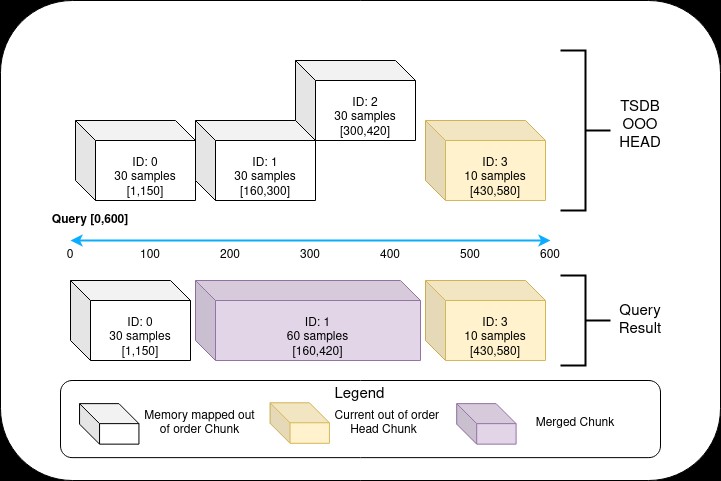 ID: 2
30 samples
[300,420]
TSDB
OOO
HEAD
ID: 0
30 samples
[1,150]
ID: 1
30 samples
[160,300]
ID: 3
10 samples
[430,580]
Query [0,600]
0 100 200 300 400 500 600
ID: 0
30 samples
[1,150]
ID: 1
60 samples
[160,420]
ID: 3
10 samples
[430,580]
Query
Result
Legend
Memory mapped out
of order Chunk
Current out of order
Head Chunk
Merged Chunk